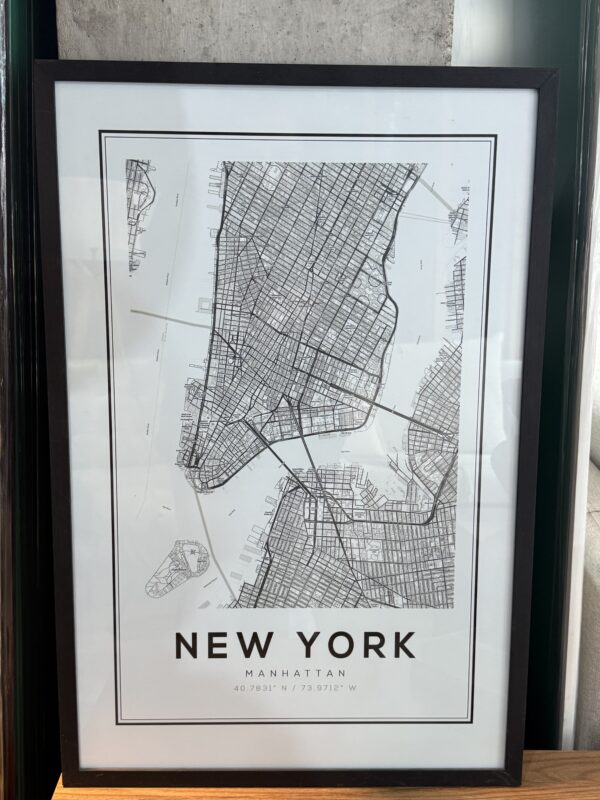 NEW YORK
MANHATTAN
40.7831° N / 73.9712° W